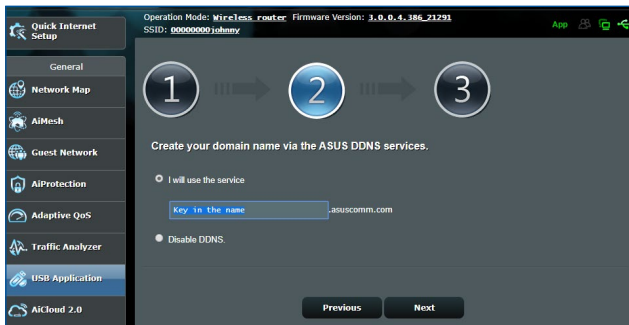 Quick Internet
Setup
Operation Mode: Wireless router Firmware Version: 3.0.0.4.386_21291
SSID: 00000000johnny
App
General
Network Map
AiMesh
Guest Network
AiProtection
Adaptive QoS
Traffic Analyzer
USB Application
AiCloud 2.0
1
2
3
Create your domain name via the ASUS DDNS services.
I will use the service
Key in the name .asuscomm.com
Disable DDNS.
Previous Next